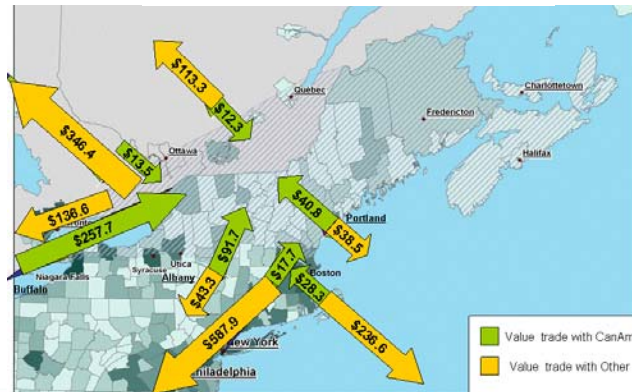 $113.3
$12.3
Québec
Charlottetown
Fredericton
$346.4
$13.5
Ottawa
Halifax
$136.6
$257.7
$40.8
$38.5
Portland
Niagara Falls
Syracuse
Utica
Albany
$91.7
$43.3
$17.7
Boston
Buffalo
$28.3
$587.9
$236.6
New York
Philadelphia
Value trade with CanAm
Value trade with Other